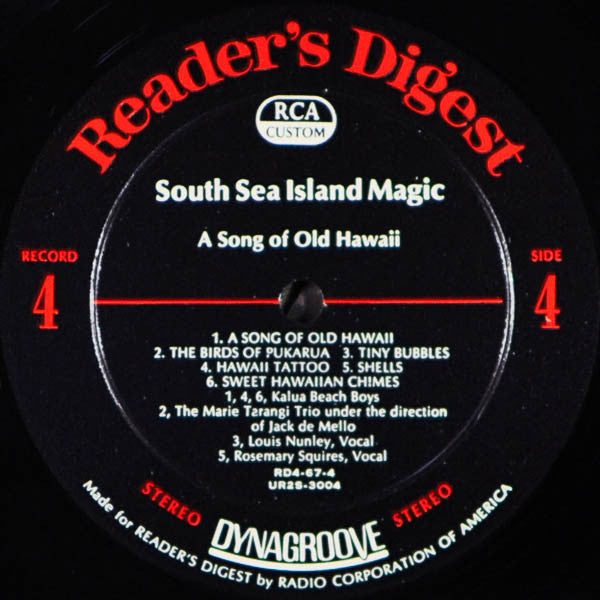 Reader's Digest
RCA
CUSTOM
South Sea Island Magic
A Song of Old Hawaii
RECORD
4
SIDE
4
1. A SONG OF OLD HAWAII
2. THE BIRDS OF PUKARUA 3. TINY BUBBLES
4. HAWAII TATTOO 5. SHELLS
6. SWEET HAWAIIAN CHIMES
1, 4, 6, Kalua Beach Boys
2, The Marie Tarangi Trio under the direction
of Jack de Mello
3, Louis Nunley, Vocal
5, Rosemary Squires, Vocal
RD4-67-4
UR2S-3004
STEREO
DYNAGROOVE
STEREO
Made for READER'S DIGEST by RADIO CORPORATION OF AMERICA